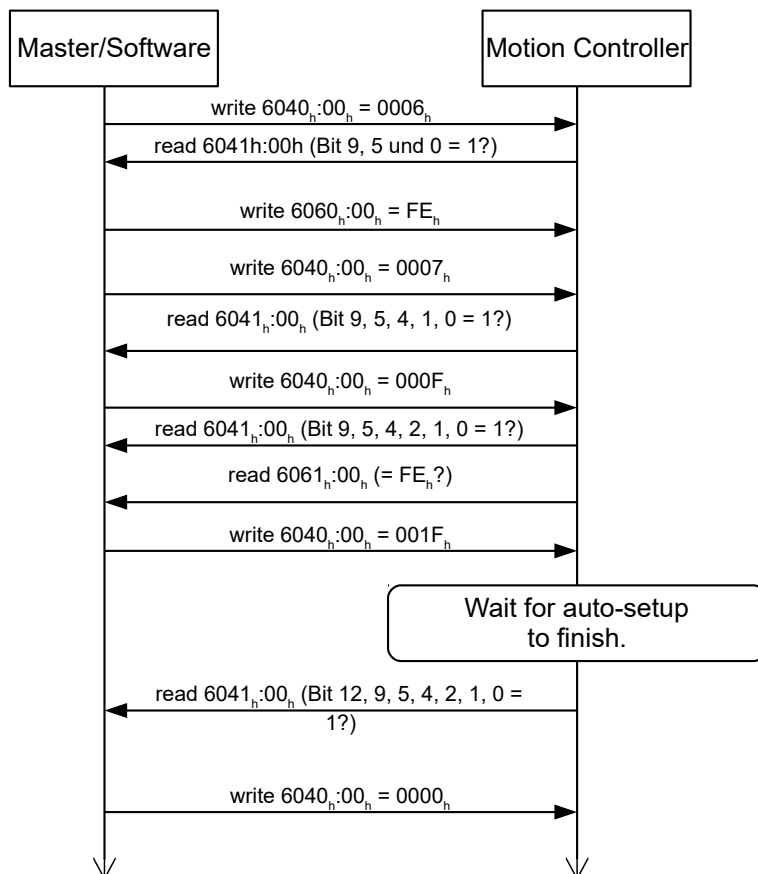 Master/Software
Motion Controller
write 6040h:00h = 0006h
read 6041h:00h (Bit 9, 5 und 0 = 1?)
write 6060h:00h = FEh
write 6040h:00h = 0007h
read 6041h:00h (Bit 9, 5, 4, 1, 0 = 1?)
write 6040h:00h = 000Fh
read 6041h:00h (Bit 9, 5, 4, 2, 1, 0 = 1?)
read 6061h:00h (= FEh?)
write 6040h:00h = 001Fh
Wait for auto-setup
to finish.
read 6041h:00h (Bit 12, 9, 5, 4, 2, 1, 0 =
1?)
write 6040h:00h = 0000h